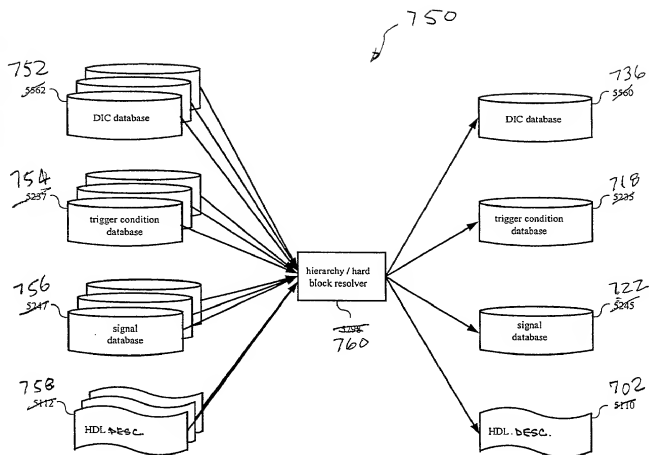 750
752
5562
DIC database
754
5237
trigger condition
database
756
5247
signal
database
758
5112
HDL DESC.
hierarchy / hard
block resolver
5298
760
736
5560
DIC database
718
5235
trigger condition
database
722
5245
signal
database
702
5110
HDL. DESC.